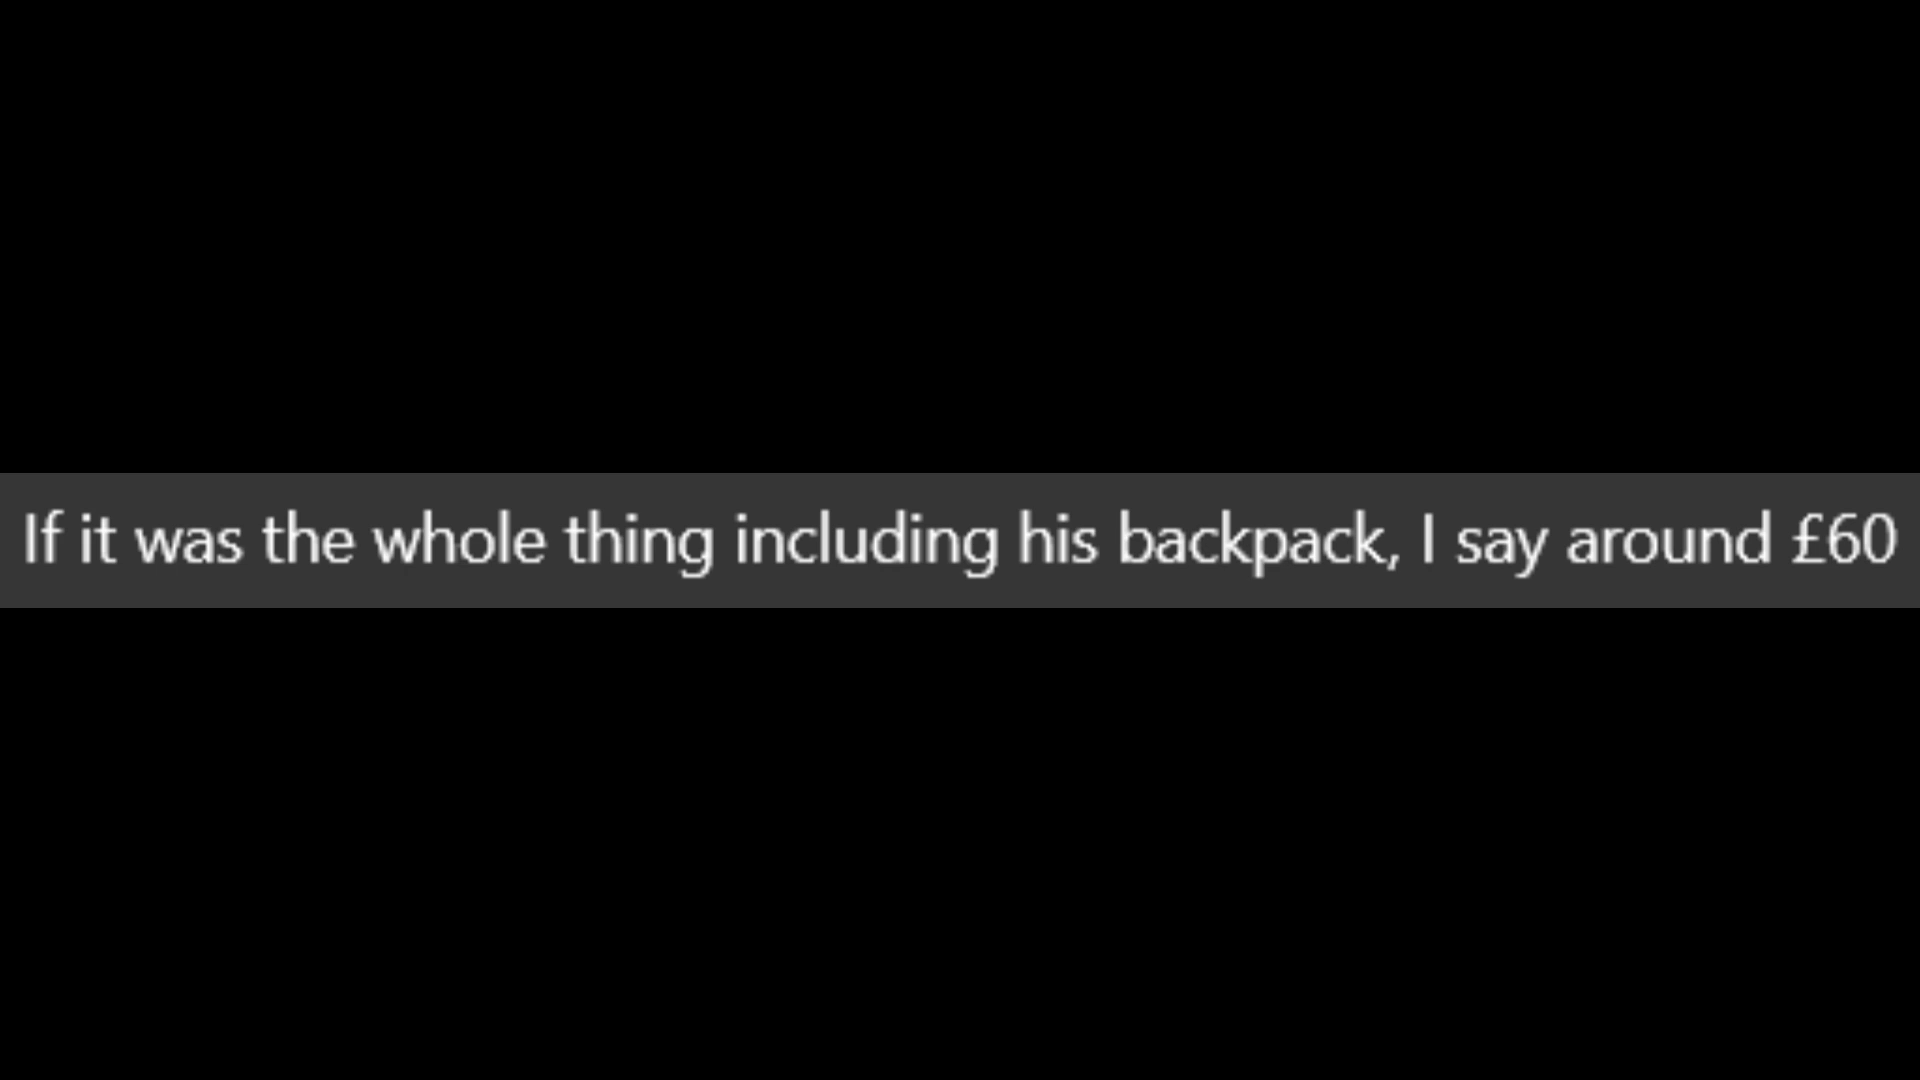 If it was the whole thing including his backpack, I say around £60